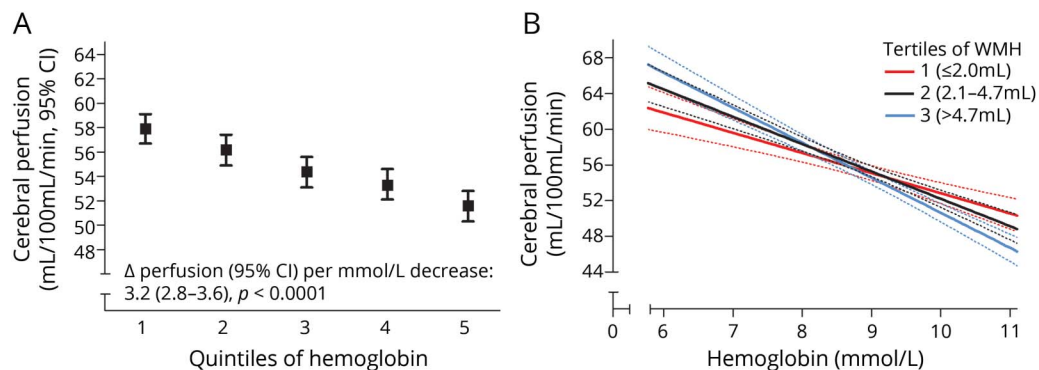 A
Cerebral perfusion
(mL/100mL/min, 95% CI)
64
62
60
58
56
54
52
50
48
Δ perfusion (95% CI) per mmol/L decrease:
3.2 (2.8–3.6), p < 0.0001
1 2 3 4 5
Quintiles of hemoglobin
B
Cerebral perfusion
(mL/100mL/min)
68
64
60
56
52
48
44
Tertiles of WMH
1 (≤2.0mL)
2 (2.1–4.7mL)
3 (>4.7mL)
0 6 7 8 9 10 11
Hemoglobin (mmol/L)